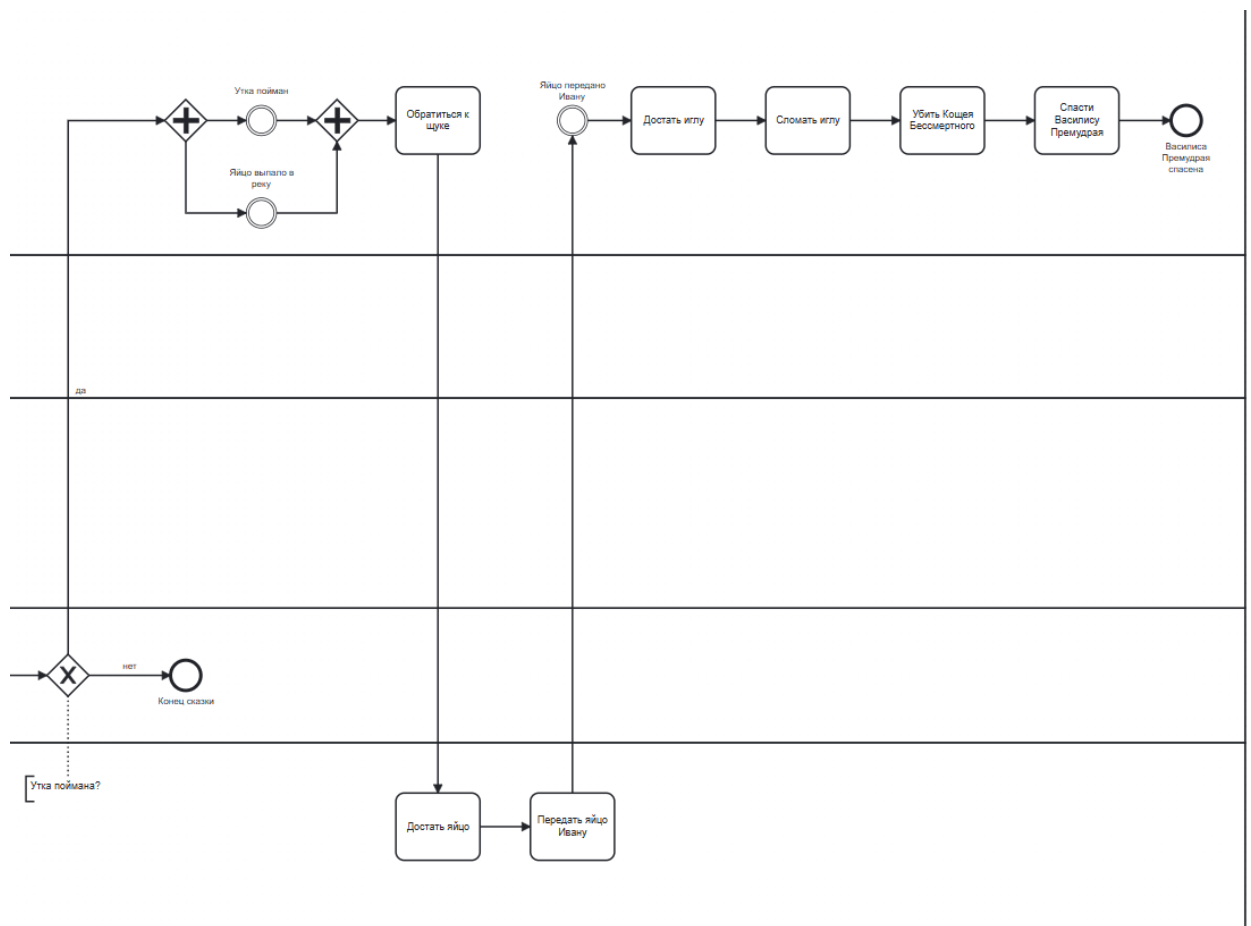 Утка пойман
Яйцо выпало в
реку
Обратиться к
щуке
Яйцо передано
Ивану
Достать иглу
Сломать иглу
Убить Кощея
Бессмертного
Спасти
Василису
Премудрая
Василиса
Премудрая
спасена
да
нет
Конец сказки
Утка поймана?
Достать яйцо
Передать яйцо
Ивану